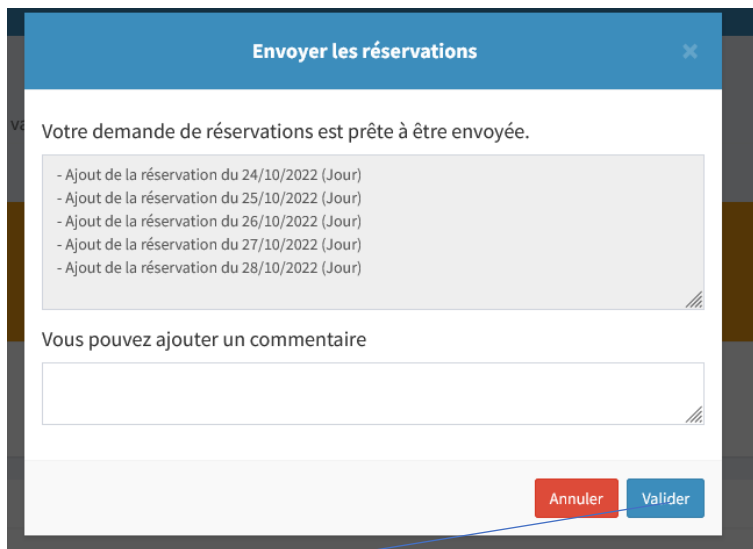 Envoyer les réservations ×
va
Votre demande de réservations est prête à être envoyée.
- Ajout de la réservation du 24/10/2022 (Jour)
- Ajout de la réservation du 25/10/2022 (Jour)
- Ajout de la réservation du 26/10/2022 (Jour)
- Ajout de la réservation du 27/10/2022 (Jour)
- Ajout de la réservation du 28/10/2022 (Jour)
Vous pouvez ajouter un commentaire
Annuler Valider